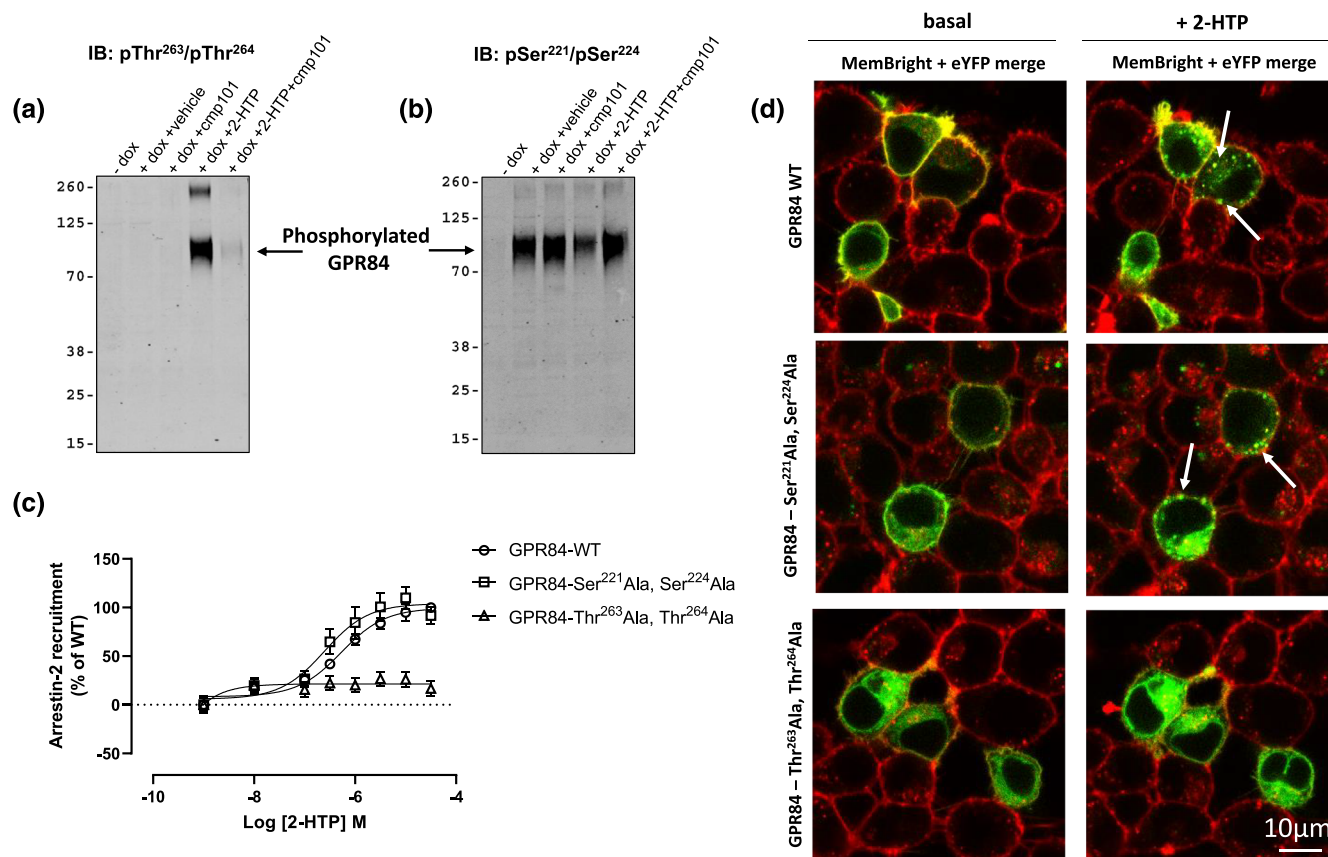 (a)
IB: pThr²⁶³/pThr²⁶⁴
- dox
+ dox +vehicle
+ dox +cmp101
+ dox +2-HTP
+ dox 2-HTP+cmp101
260-
125-
70-
38-
25-
15-
Phosphorylated
GPR84
(b)
IB: pSer²²¹/pSer²²⁴
- dox
+ dox +vehicle
+ dox +cmp101
+ dox +2-HTP
+ dox 2-HTP+cmp101
260-
125-
70-
38-
25-
15-
(c)
Arrestin-2 recruitment
(% of WT)
150
100
50
0
-50
-10
-8
-6
-4
Log [2-HTP] M
GPR84-WT
GPR84-Ser²²¹Ala, Ser²²⁴Ala
GPR84-Thr²⁶³Ala, Thr²⁶⁴Ala
(d)
basal
+ 2-HTP
MemBright + eYFP merge
MemBright + eYFP merge
GPR84 WT
GPR84 – Ser²²¹Ala, Ser²²⁴Ala
GPR84 – Thr²⁶³Ala, Thr²⁶⁴Ala
10µm